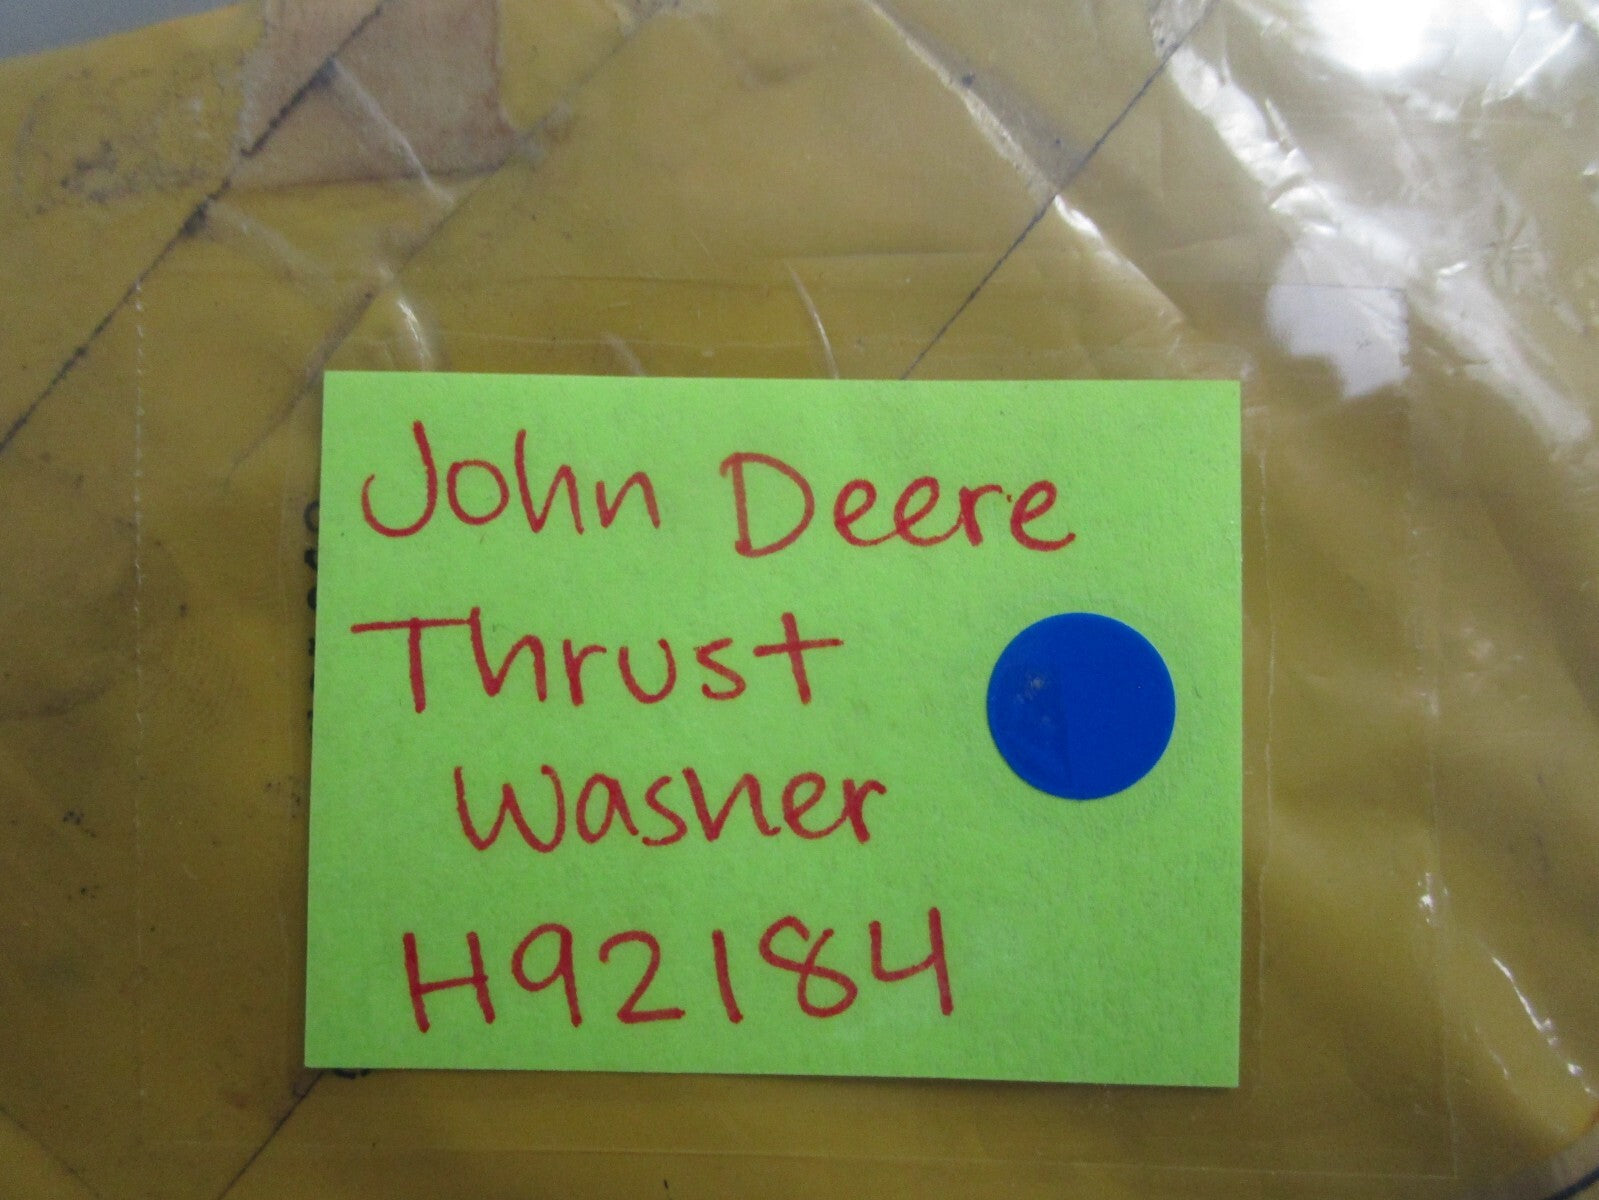 John Deere
Thrust
Washer
H92184